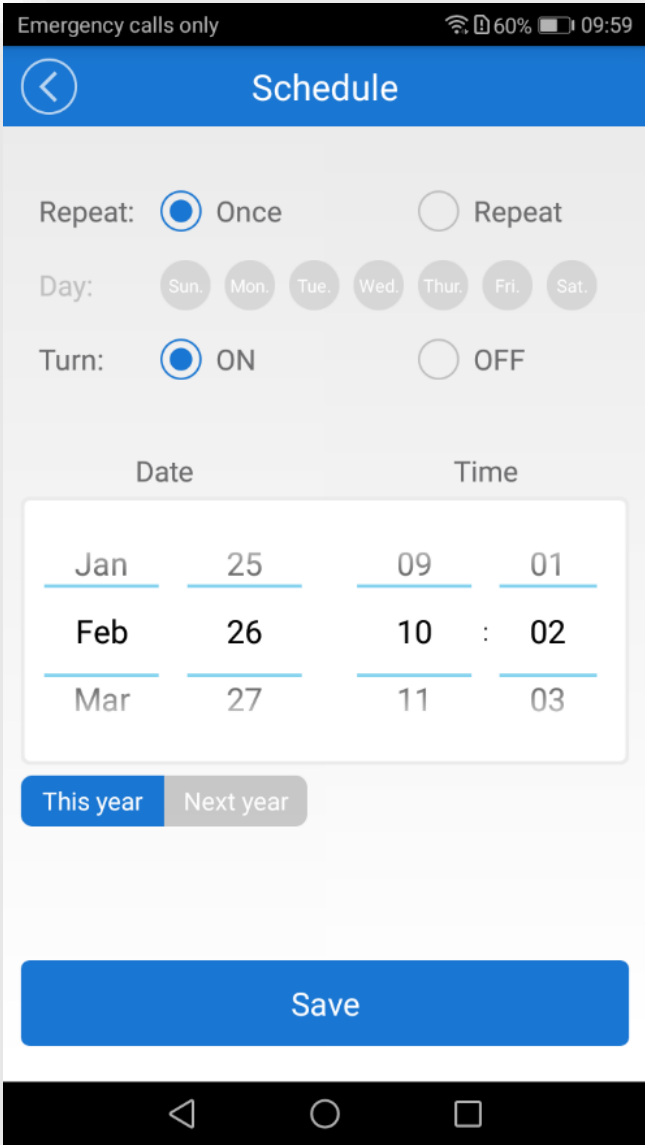 Emergency calls only 60% 09:59
Schedule
Repeat: Once Repeat
Day: Sun. Mon. Tue. Wed. Thur. Fri. Sat.
Turn: ON OFF
Date Time
Jan 25 09 01
Feb 26 10 : 02
Mar 27 11 03
This year Next year
Save